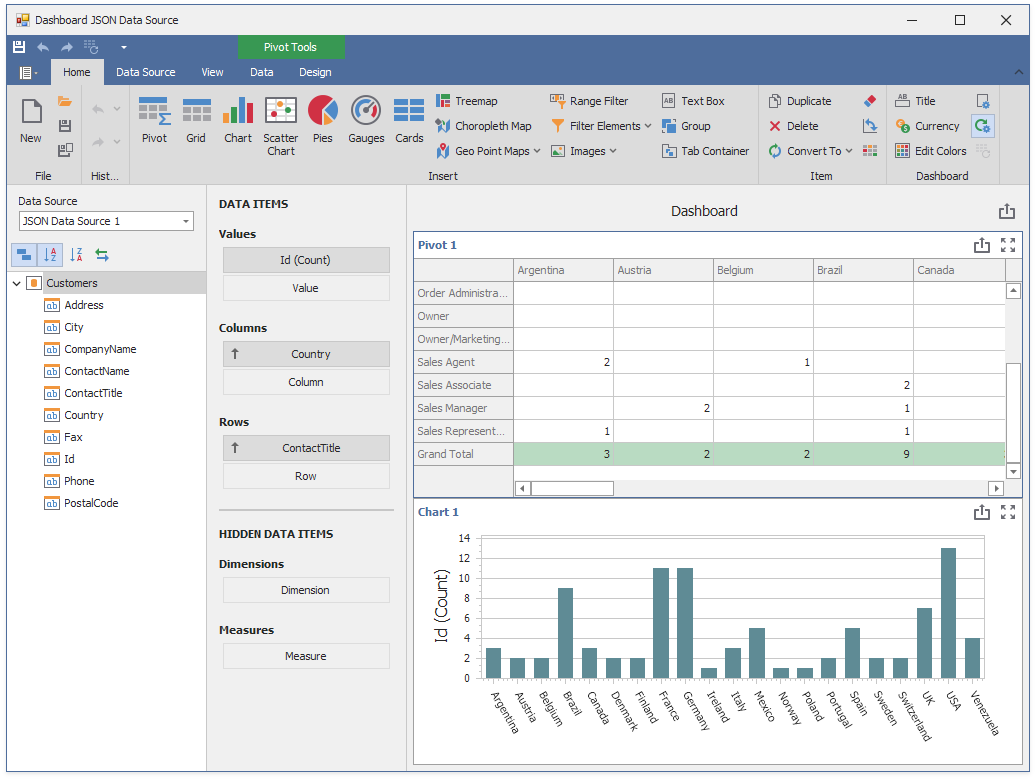 Dashboard JSON Data Source
Pivot Tools
Home Data Source View Data Design
New
Pivot Grid Chart Scatter Chart Pies Gauges Cards
Treemap Range Filter Text Box
Choropleth Map Filter Elements Group
Geo Point Maps Images Tab Container
Duplicate Title
Delete Currency
Convert To Edit Colors
File Hist... Insert Item Dashboard
Data Source
JSON Data Source 1
Customers
Address
City
CompanyName
ContactName
ContactTitle
Country
Fax
Id
Phone
PostalCode
DATA ITEMS
Values
Id (Count)
Value
Columns
Country
Column
Rows
ContactTitle
Row
HIDDEN DATA ITEMS
Dimensions
Dimension
Measures
Measure
Dashboard
Pivot 1
Argentina Austria Belgium Brazil Canada
Order Administra...
Owner
Owner/Marketing...
Sales Agent 2 1
Sales Associate 2
Sales Manager 2 1
Sales Represent... 1 1
Grand Total 3 2 2 9
Chart 1
Id (Count)
14
12
10
8
6
4
2
0
Argentina Austria Belgium Brazil Canada Denmark Finland France Germany Ireland Italy Mexico Norway Poland Portugal Spain Sweden Switzerland UK USA Venezuela